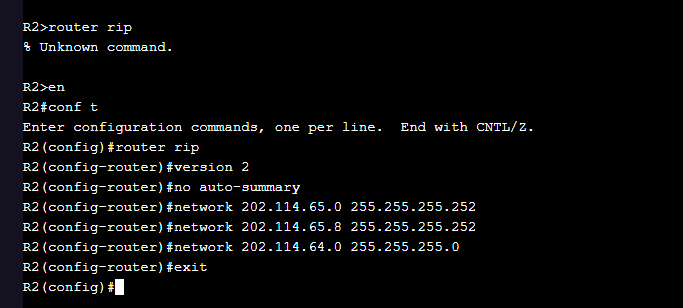 R2>router rip
% Unknown command.
R2>en
R2#conf t
Enter configuration commands, one per line.  End with CNTL/Z.
R2(config)#router rip
R2(config-router)#version 2
R2(config-router)#no auto-summary
R2(config-router)#network 202.114.65.0 255.255.255.252
R2(config-router)#network 202.114.65.8 255.255.255.252
R2(config-router)#network 202.114.64.0 255.255.255.0
R2(config-router)#exit
R2(config)#